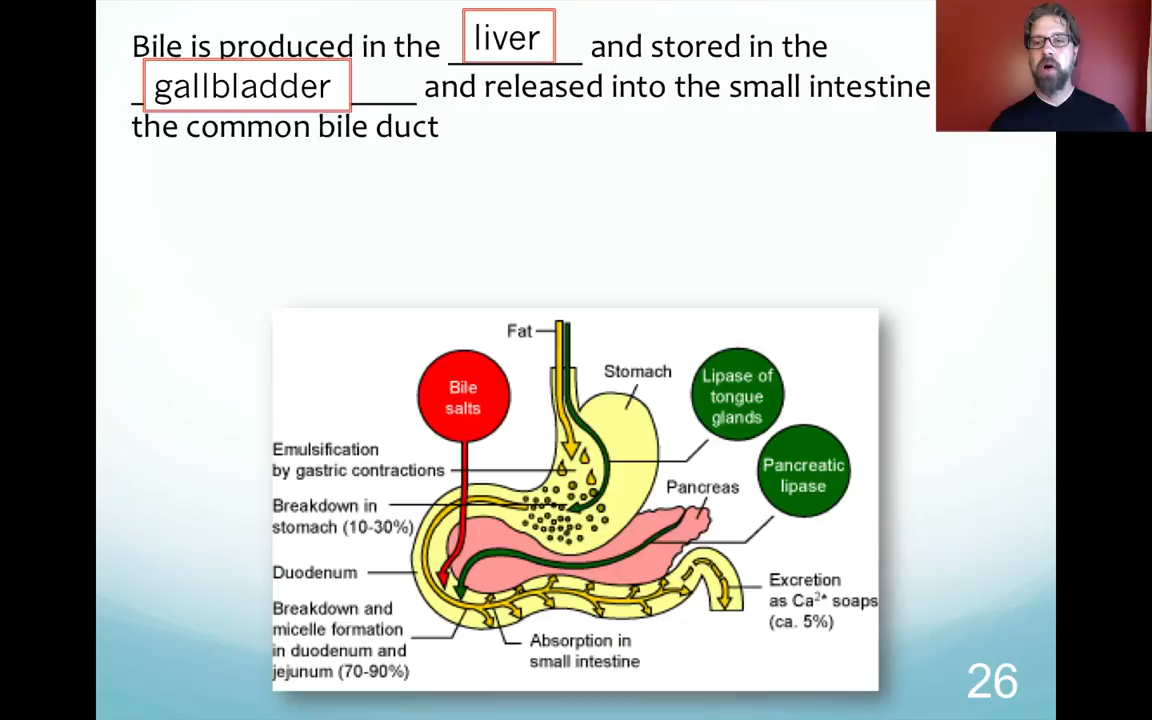 Bile is produced in the liver and stored in the
gallbladder and released into the small intestine
the common bile duct
Fat
Stomach
Bile
salts
Lipase of
tongue
glands
Emulsification
by gastric contractions
Pancreatic
lipase
Pancreas
Breakdown in
stomach (10-30%)
Duodenum
Excretion
as Ca²⁺ soaps
(ca. 5%)
Breakdown and
micelle formation
in duodenum and
jejunum (70-90%)
Absorption in
small intestine
26